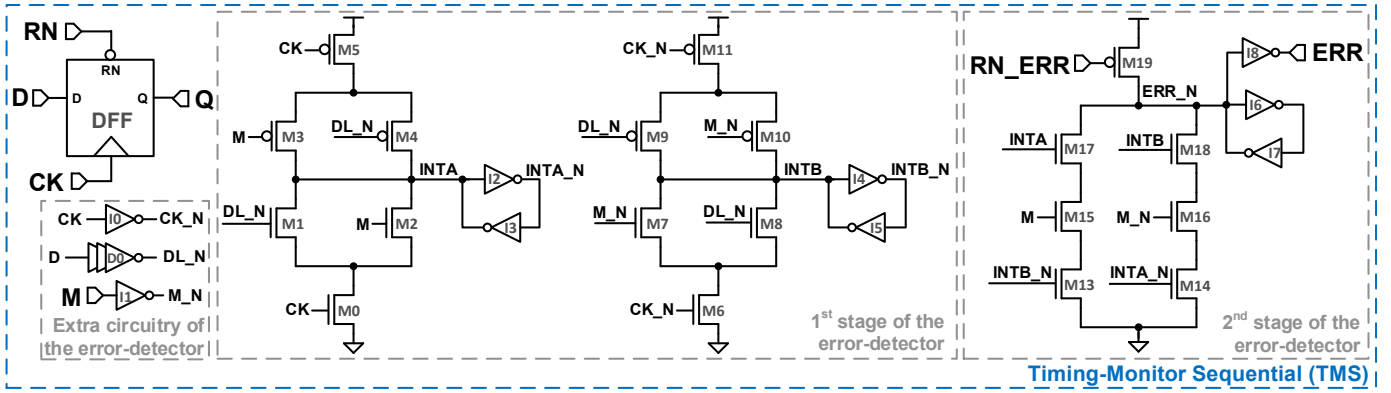 RN
RN
D
D
Q
Q
DFF
CK
CK
I0
CK_N
D
D0
DL_N
M
I1
M_N
Extra circuitry of
the error-detector
CK
M5
M
M3
DL_N
M4
INTA
I2
INTA_N
I3
DL_N
M1
M
M2
CK
M0
CK_N
M11
DL_N
M9
M_N
M10
INTB
I4
INTB_N
I5
M_N
M7
DL_N
M8
CK_N
M6
1st stage of the
error-detector
RN_ERR
M19
I8
ERR
ERR_N
I6
I7
INTA
M17
INTB
M18
M
M15
M_N
M16
INTB_N
M13
INTA_N
M14
2nd stage of the
error-detector
Timing-Monitor Sequential (TMS)